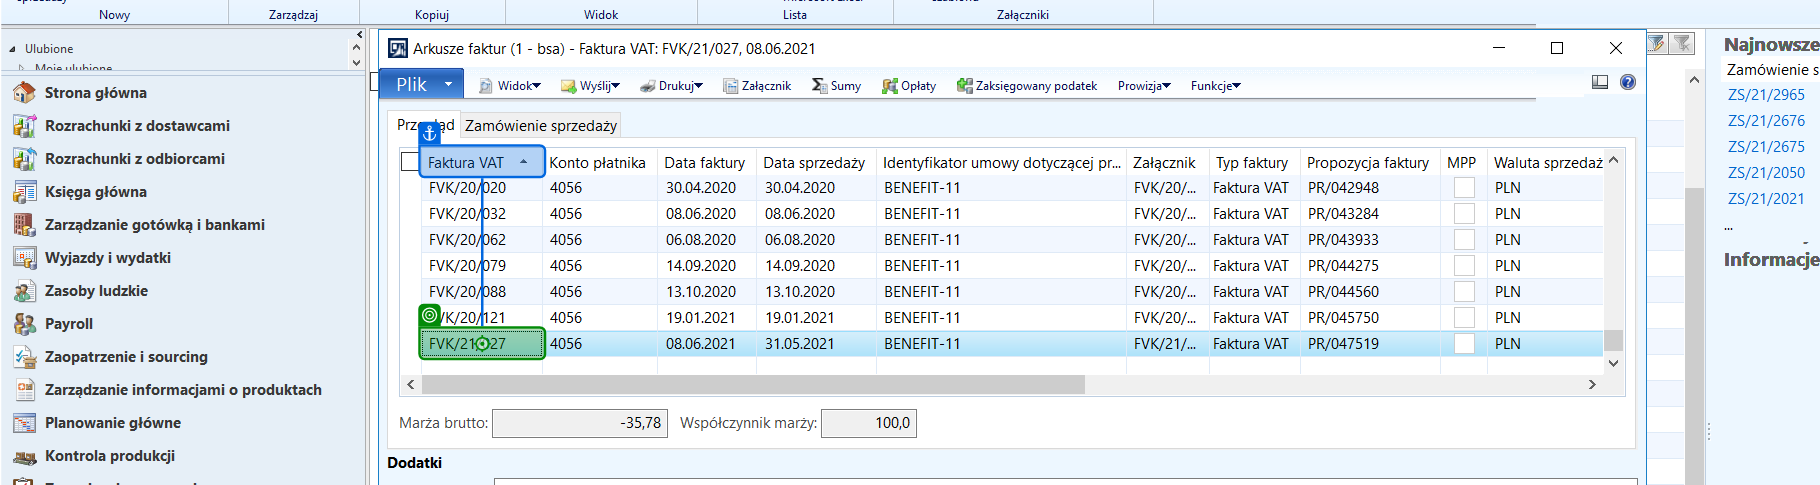 Nowy
Zarządzaj
Kopiuj
Widok
Lista
Załączniki
Ulubione
Moje ulubione
Strona główna
Rozrachunki z dostawcami
Rozrachunki z odbiorcami
Księga główna
Zarządzanie gotówką i bankami
Wyjazdy i wydatki
Zasoby ludzkie
Payroll
Zaopatrzenie i sourcing
Zarządzanie informacjami o produktach
Planowanie główne
Kontrola produkcji
Arkusze faktur (1 - bsa) - Faktura VAT: FVK/21/027, 08.06.2021
Plik Widok Wyślij Drukuj Załącznik Sumy Opłaty Zaksięgowany podatek Prowizja Funkcje
Przegląd Zamówienie sprzedaży
Faktura VAT Konto płatnika Data faktury Data sprzedaży Identyfikator umowy dotyczącej pr... Załącznik Typ faktury Propozycja faktury MPP Waluta sprzedaż
FVK/20/020 4056 30.04.2020 30.04.2020 BENEFIT-11 FVK/20/... Faktura VAT PR/042948 PLN
FVK/20/032 4056 08.06.2020 08.06.2020 BENEFIT-11 FVK/20/... Faktura VAT PR/043284 PLN
FVK/20/062 4056 06.08.2020 06.08.2020 BENEFIT-11 FVK/20/... Faktura VAT PR/043933 PLN
FVK/20/079 4056 14.09.2020 14.09.2020 BENEFIT-11 FVK/20/... Faktura VAT PR/044275 PLN
FVK/20/088 4056 13.10.2020 13.10.2020 BENEFIT-11 FVK/20/... Faktura VAT PR/044560 PLN
FVK/20/121 4056 19.01.2021 19.01.2021 BENEFIT-11 FVK/20/... Faktura VAT PR/045750 PLN
FVK/21/027 4056 08.06.2021 31.05.2021 BENEFIT-11 FVK/21/... Faktura VAT PR/047519 PLN
Marża brutto: -35,78 Współczynnik marży: 100,0
Dodatki
Najnowsze
Zamówienie s
ZS/21/2965
ZS/21/2676
ZS/21/2675
ZS/21/2050
ZS/21/2021
...
Informacje